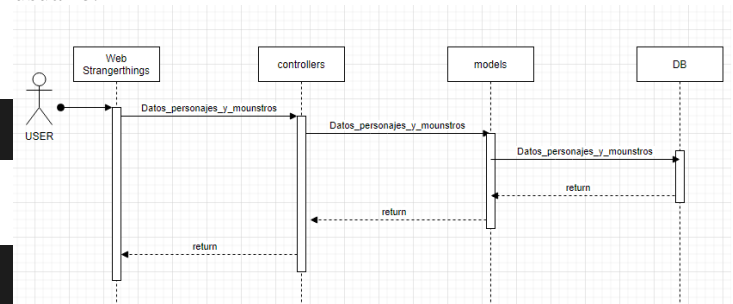 Web
Strangerthings
controllers
models
DB
USER
Datos_personajes_y_mounstros
Datos_personajes_y_mounstros
Datos_personajes_y_mounstros
return
return
return